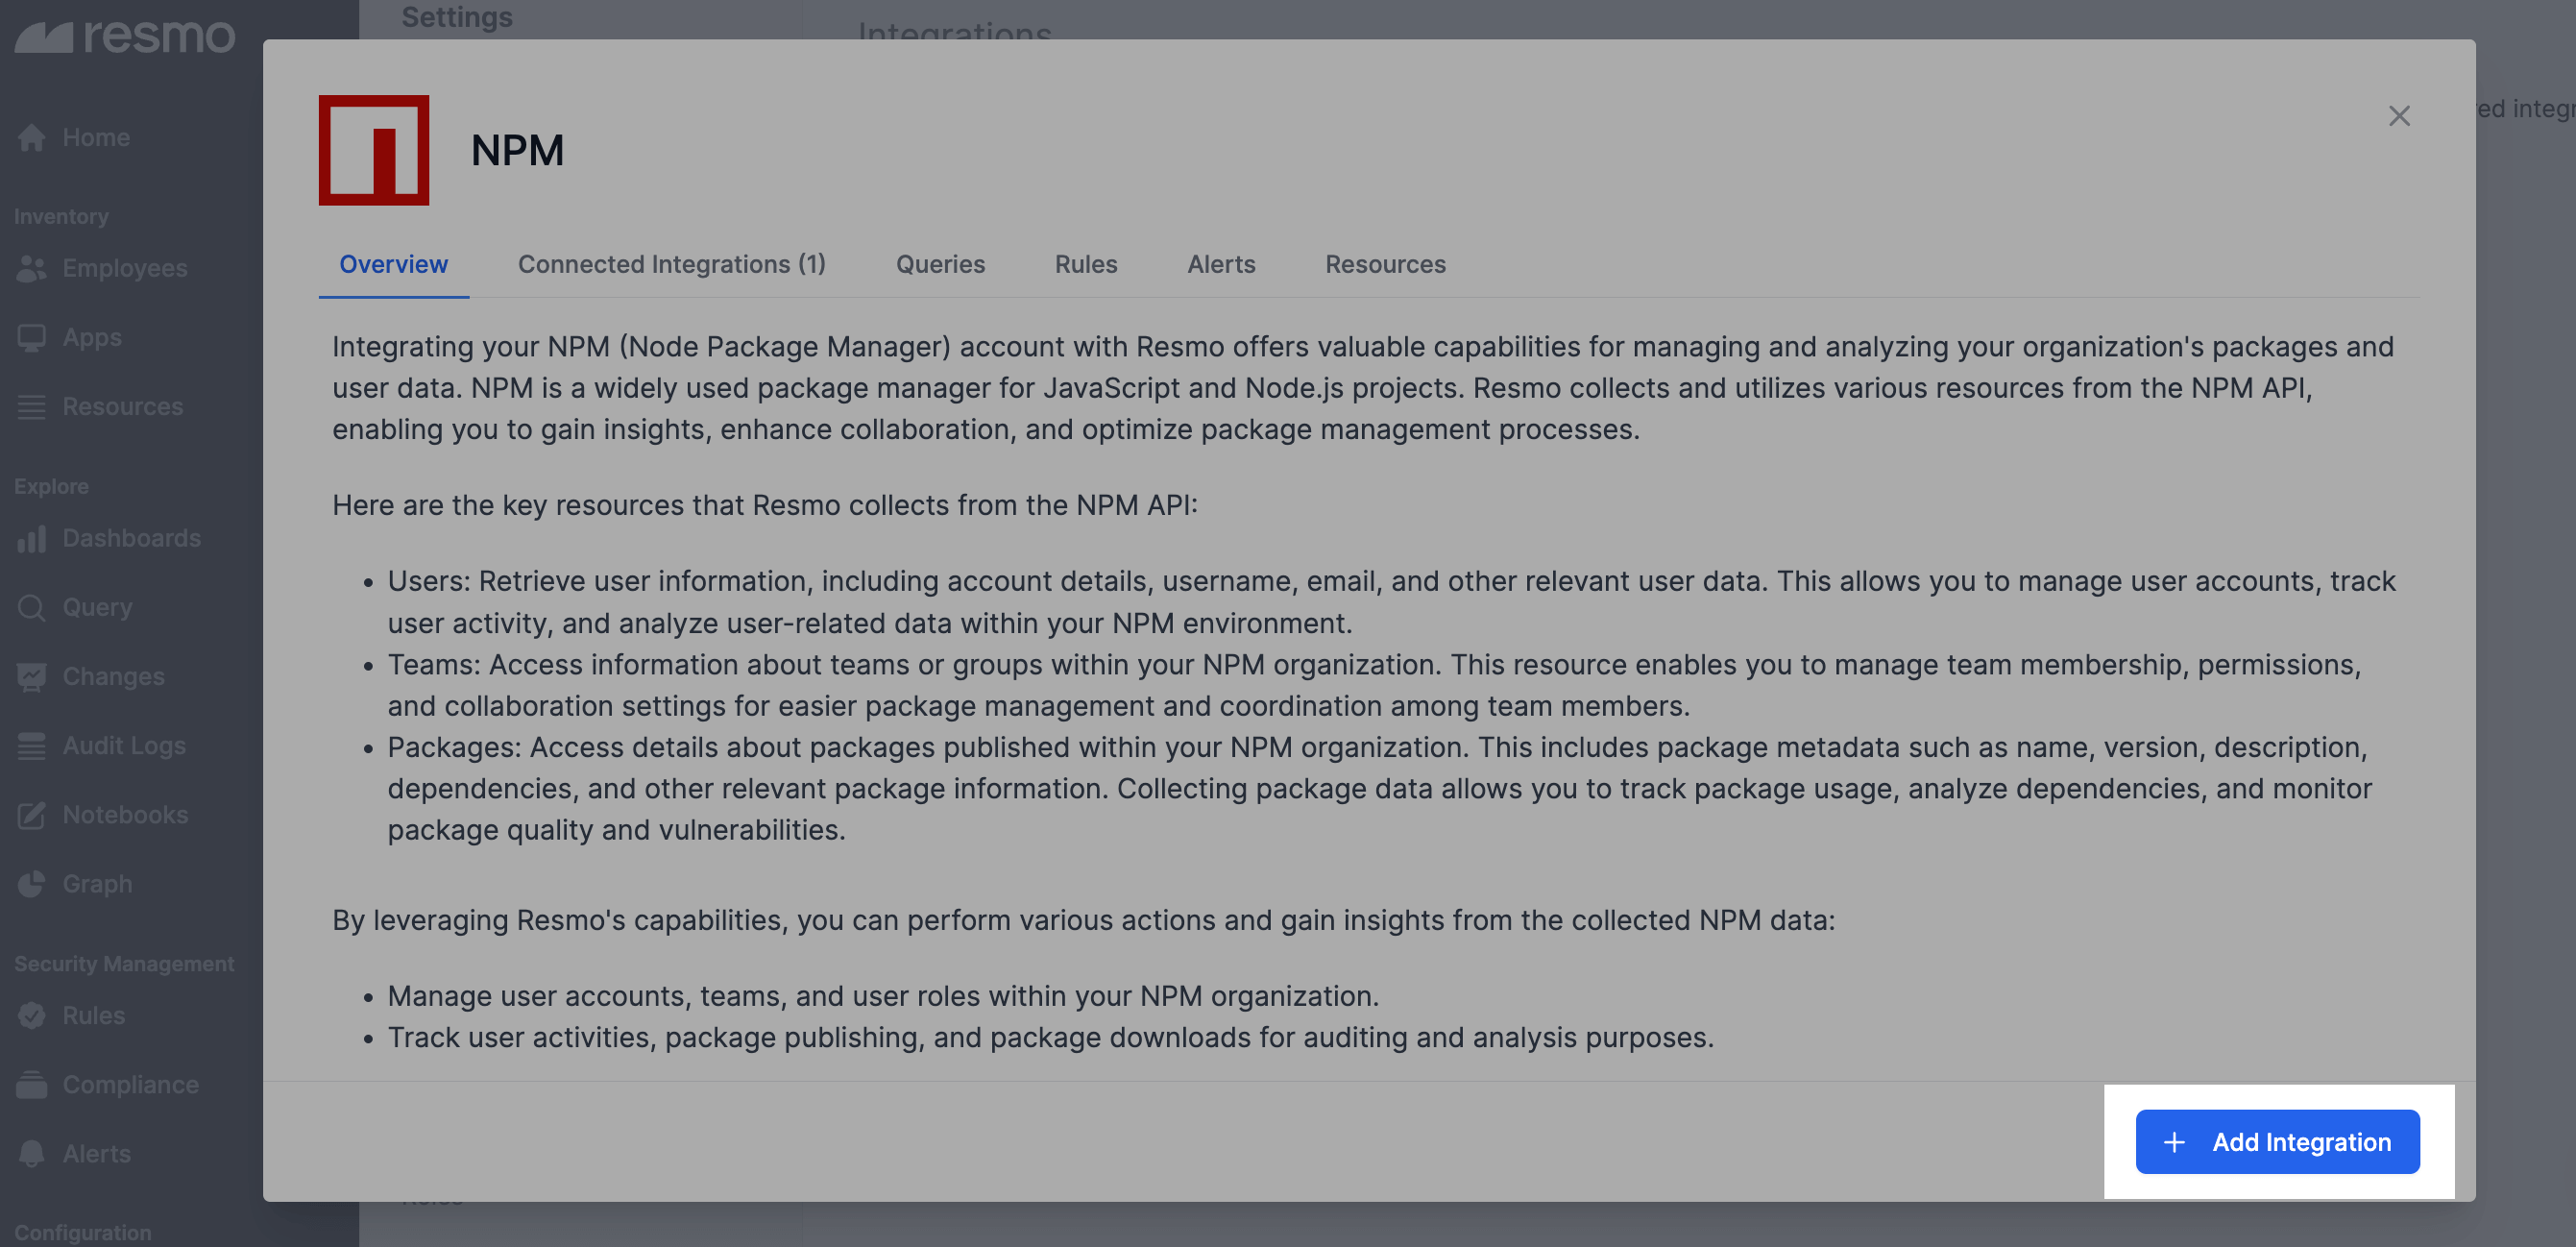 resmo
Settings
Integrations
red integr
Home
Inventory
Employees
Apps
Resources
Explore
Dashboards
Query
Changes
Audit Logs
Notebooks
Graph
Security Management
Rules
Compliance
Alerts
Configuration
NPM
Overview
Connected Integrations (1)
Queries
Rules
Alerts
Resources
Integrating your NPM (Node Package Manager) account with Resmo offers valuable capabilities for managing and analyzing your organization's packages and
user data. NPM is a widely used package manager for JavaScript and Node.js projects. Resmo collects and utilizes various resources from the NPM API,
enabling you to gain insights, enhance collaboration, and optimize package management processes.
Here are the key resources that Resmo collects from the NPM API:
• Users: Retrieve user information, including account details, username, email, and other relevant user data. This allows you to manage user accounts, track
user activity, and analyze user-related data within your NPM environment.
• Teams: Access information about teams or groups within your NPM organization. This resource enables you to manage team membership, permissions,
and collaboration settings for easier package management and coordination among team members.
• Packages: Access details about packages published within your NPM organization. This includes package metadata such as name, version, description,
dependencies, and other relevant package information. Collecting package data allows you to track package usage, analyze dependencies, and monitor
package quality and vulnerabilities.
By leveraging Resmo's capabilities, you can perform various actions and gain insights from the collected NPM data:
• Manage user accounts, teams, and user roles within your NPM organization.
• Track user activities, package publishing, and package downloads for auditing and analysis purposes.
+ Add Integration